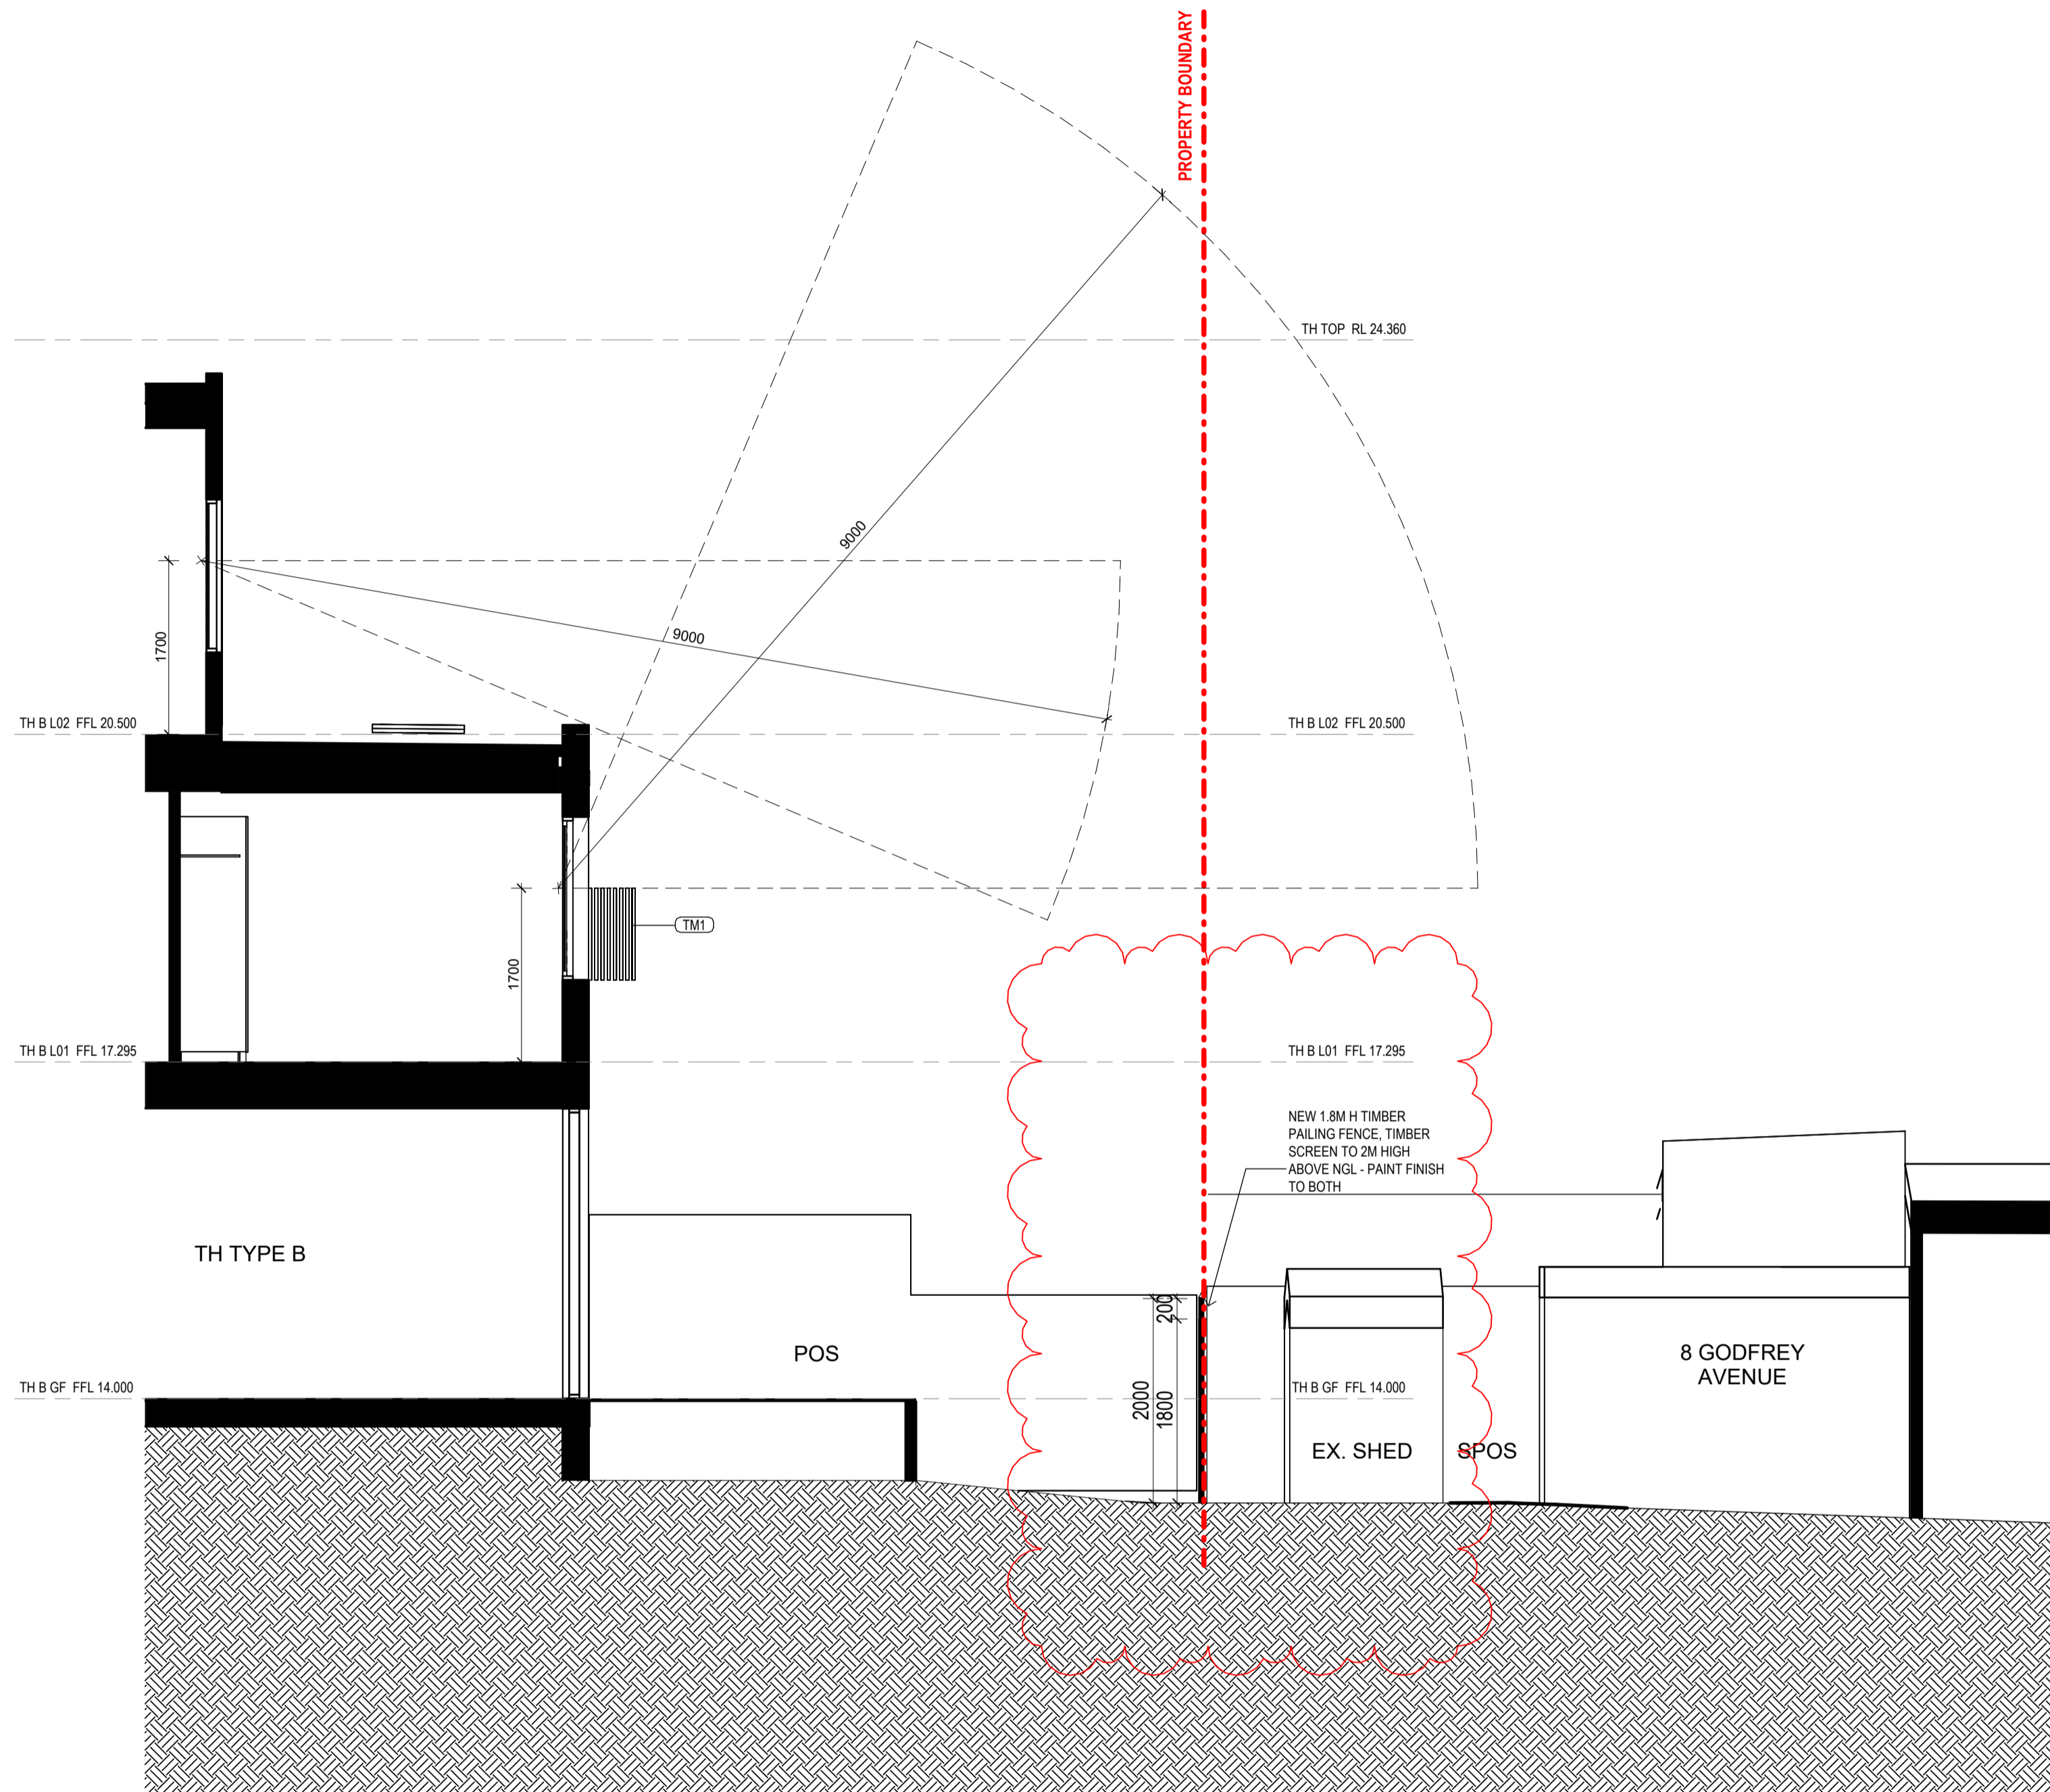 PROPERTY BOUNDARY
TH TOP RL 24.360
9000
9000
1700
TH B L02 FFL 20.500
TH B L02 FFL 20.500
TM1
1700
TH B L01 FFL 17.295
TH B L01 FFL 17.295
NEW 1.8M H TIMBER
PAILING FENCE, TIMBER
SCREEN TO 2M HIGH
ABOVE NGL - PAINT FINISH
TO BOTH
TH TYPE B
200
POS
8 GODFREY
AVENUE
TH B GF FFL 14.000
2000
1800
TH B GF FFL 14.000
EX. SHED
SPOS